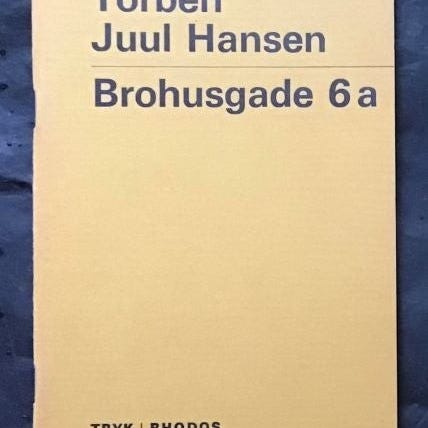 Torben
Juul Hansen
Brohusgade 6a
TRYK | RHODOS